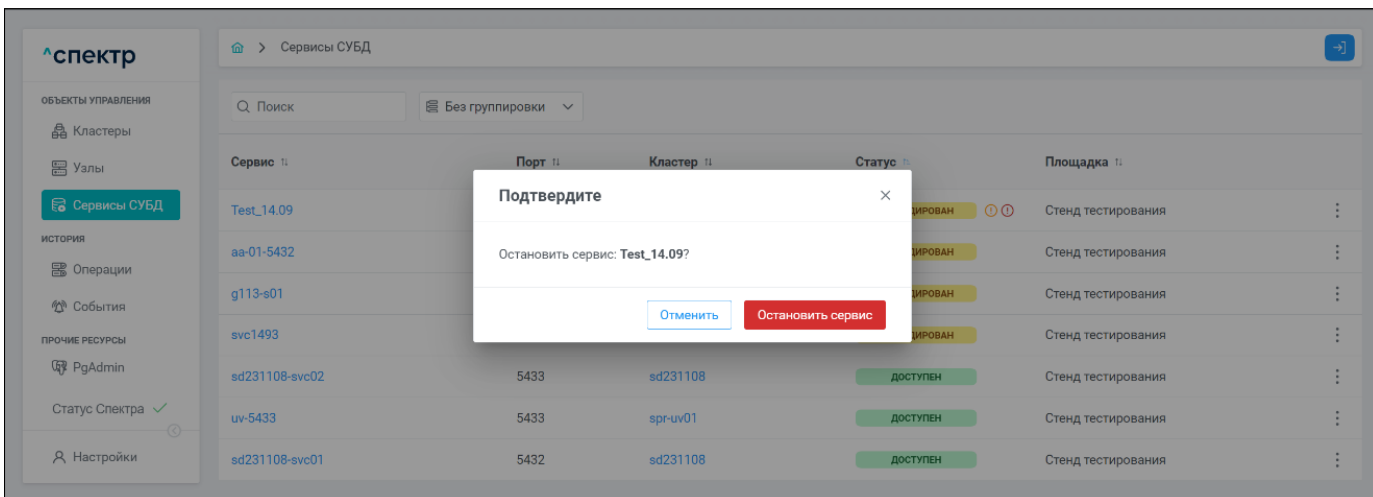 ^спектр
Сервисы СУБД
ОБЪЕКТЫ УПРАВЛЕНИЯ
Кластеры
Узлы
Сервисы СУБД
ИСТОРИЯ
Операции
События
ПРОЧИЕ РЕСУРСЫ
PgAdmin
Статус Спектра
Настройки
Поиск
Без группировки
Сервис Порт Кластер Статус Площадка
Test_14.09 Стенд тестирования
aa-01-5432 Стенд тестирования
g113-s01 Стенд тестирования
svc1493 Стенд тестирования
sd231108-svc02 5433 sd231108 ДОСТУПЕН Стенд тестирования
uv-5433 5433 spr-uv01 ДОСТУПЕН Стенд тестирования
sd231108-svc01 5432 sd231108 ДОСТУПЕН Стенд тестирования
Подтвердите
Остановить сервис: Test_14.09?
Отменить
Остановить сервис